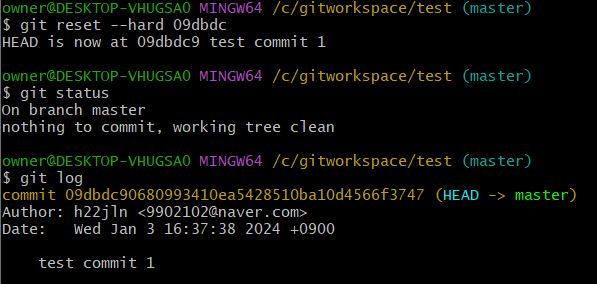 owner@DESKTOP-VHUGSAO MINGW64 /c/gitworkspace/test (master)
$ git reset --hard 09dbdc
HEAD is now at 09dbdc9 test commit 1
owner@DESKTOP-VHUGSAO MINGW64 /c/gitworkspace/test (master)
$ git status
On branch master
nothing to commit, working tree clean
owner@DESKTOP-VHUGSAO MINGW64 /c/gitworkspace/test (master)
$ git log
commit 09dbdc90680993410ea5428510ba10d4566f3747 (HEAD -> master)
Author: h22jln <9902102@naver.com>
Date:   Wed Jan 3 16:37:38 2024 +0900
    test commit 1